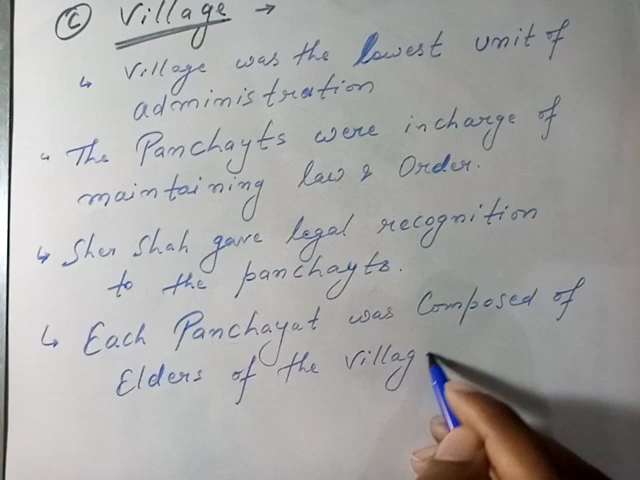 (C) Village →
↳ Village was the lowest unit of
administration
↳ The Panchayts were incharge of
maintaining law & Order.
↳ Sher Shah gave legal recognition
to the panchayts.
↳ Each Panchayat was Composed of
Elders of the Villag